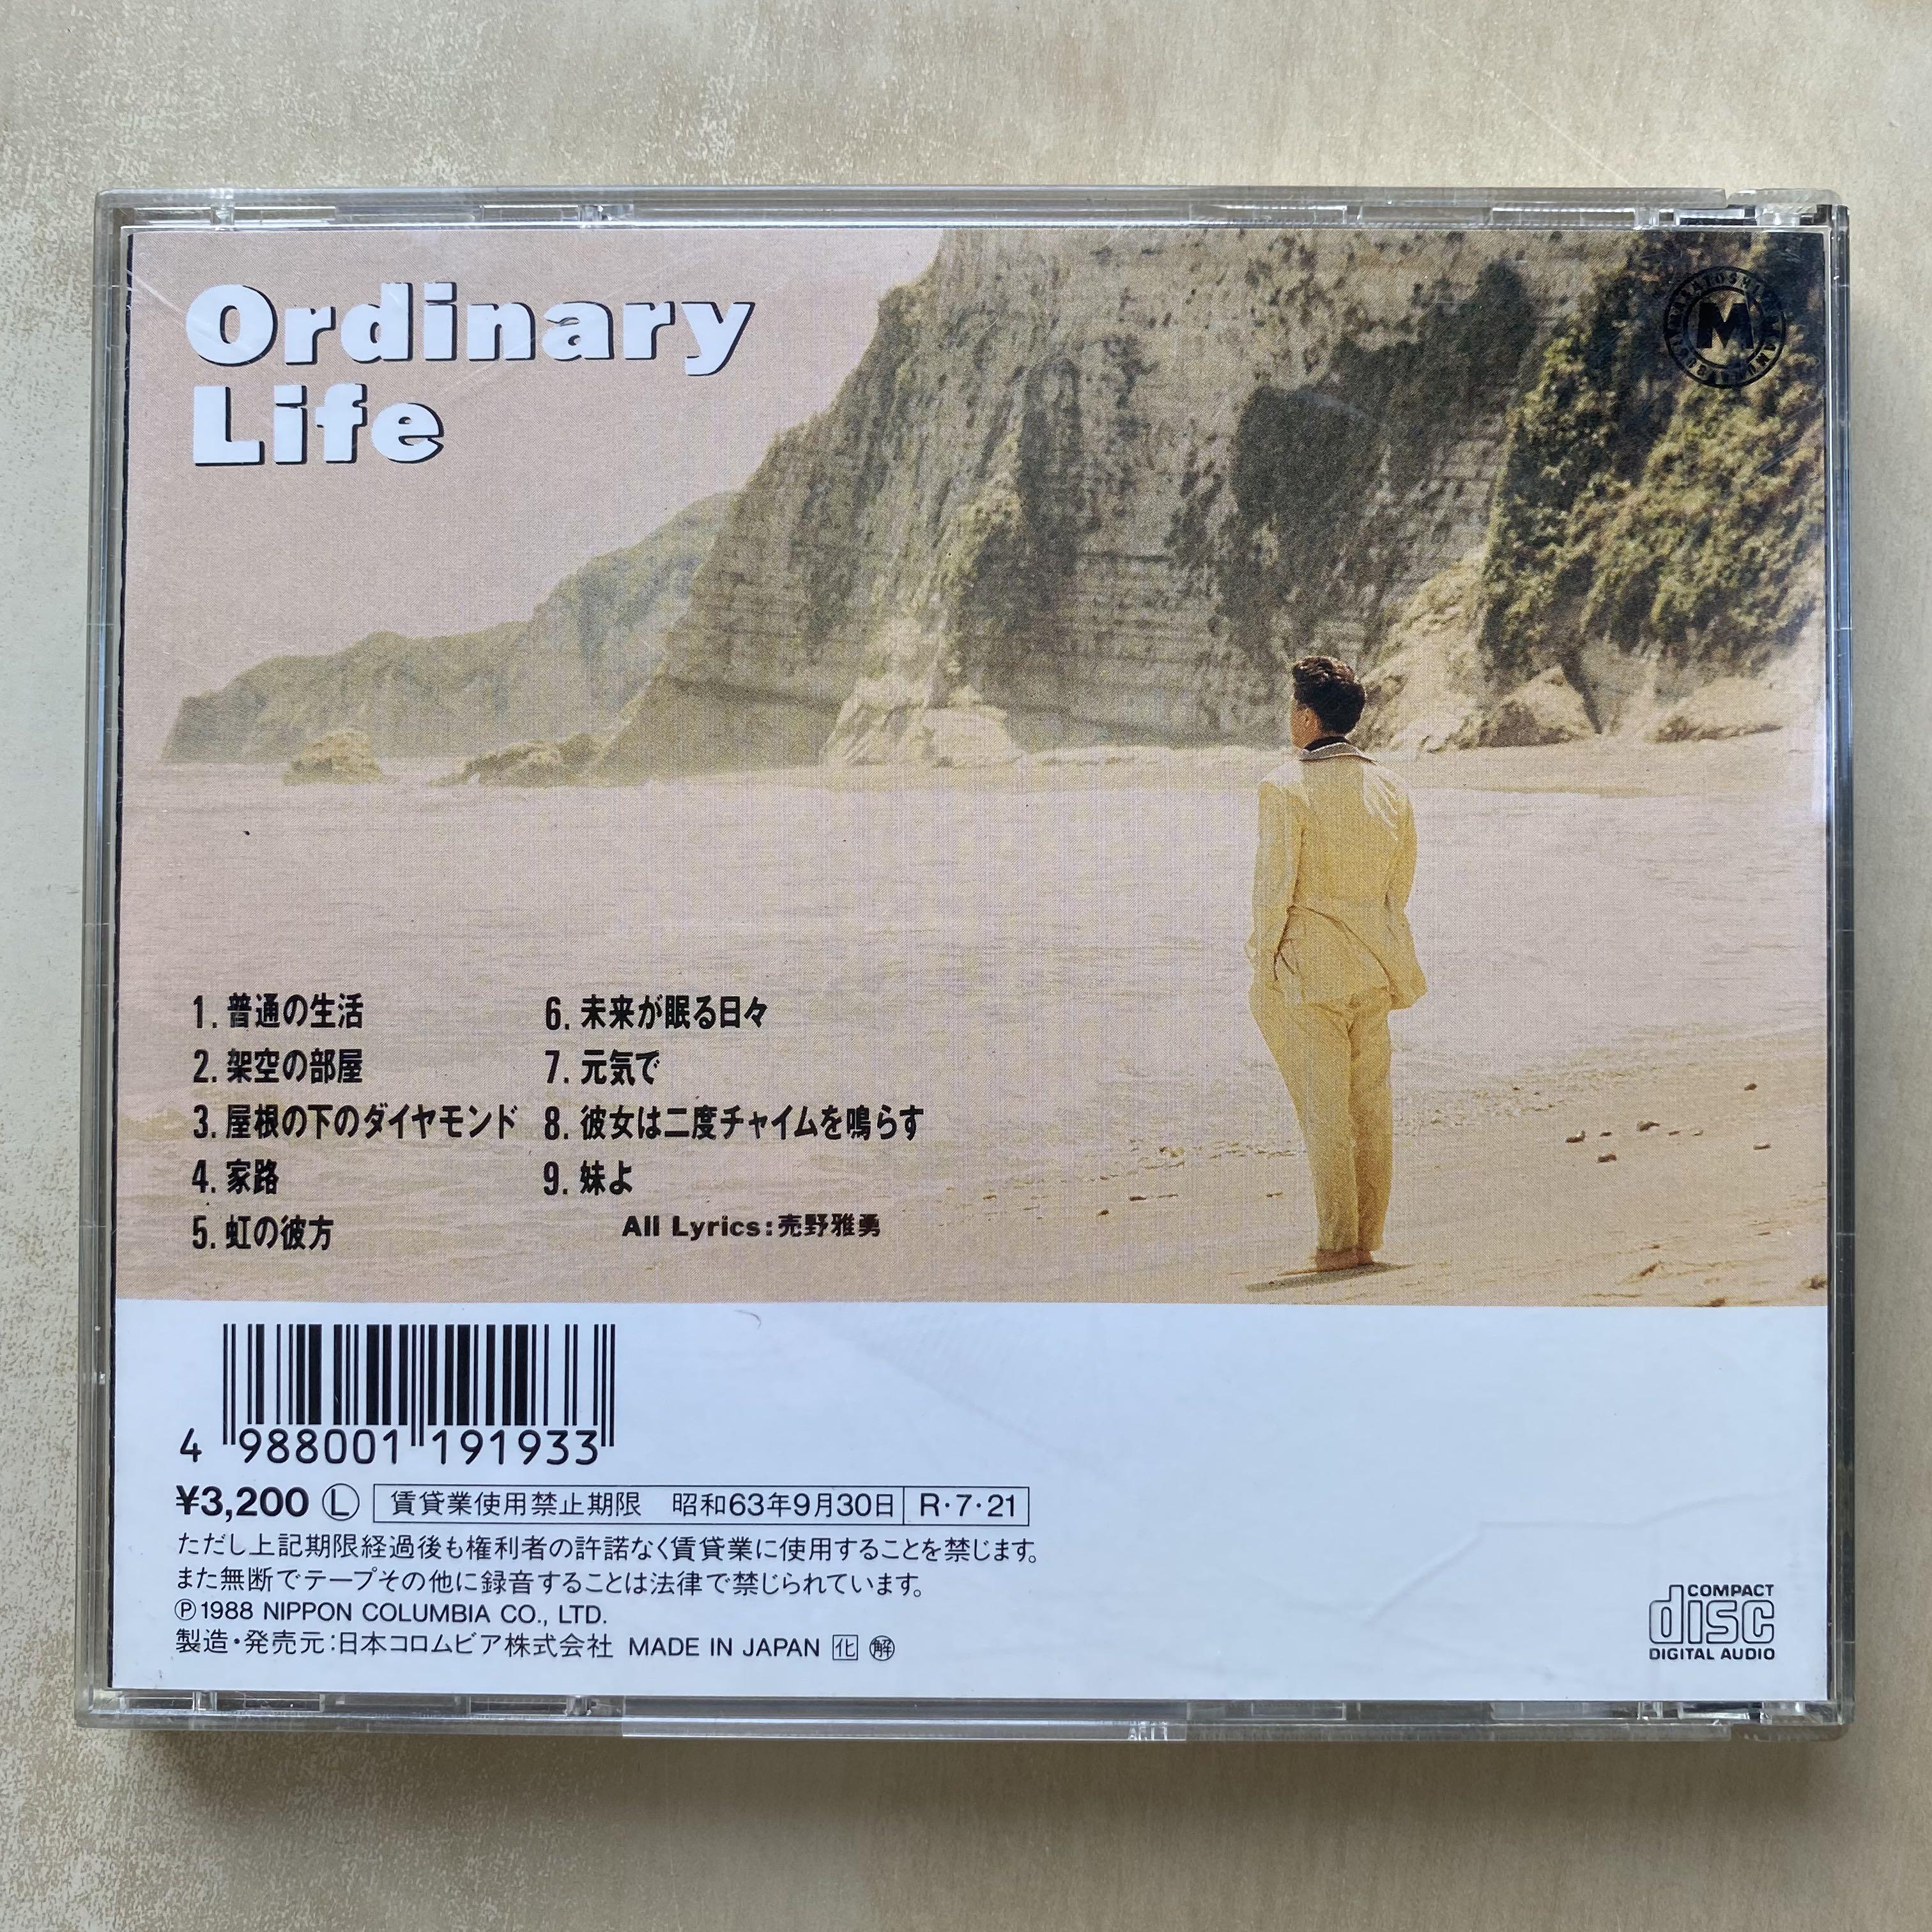 Ordinary
Life
M
1. 普通の生活
2. 架空の部屋
3. 屋根の下のダイヤモンド
4. 家路
5. 虹の彼方
6. 未来が眠る日々
7. 元気で
8. 彼女は二度チャイムを鳴らす
9. 妹よ
All Lyrics:売野雅勇
4 988001 191933
¥3,200 Ⓛ 賃貸業使用禁止期限 昭和63年9月30日 R·7·21
ただし上記期限経過後も権利者の許諾なく賃貸業に使用することを禁じます。
また無断でテープその他に録音することは法律で禁じられています。
Ⓟ1988 NIPPON COLUMBIA CO., LTD.
製造・発売元:日本コロムビア株式会社 MADE IN JAPAN 化 解
COMPACT
disc
DIGITAL AUDIO